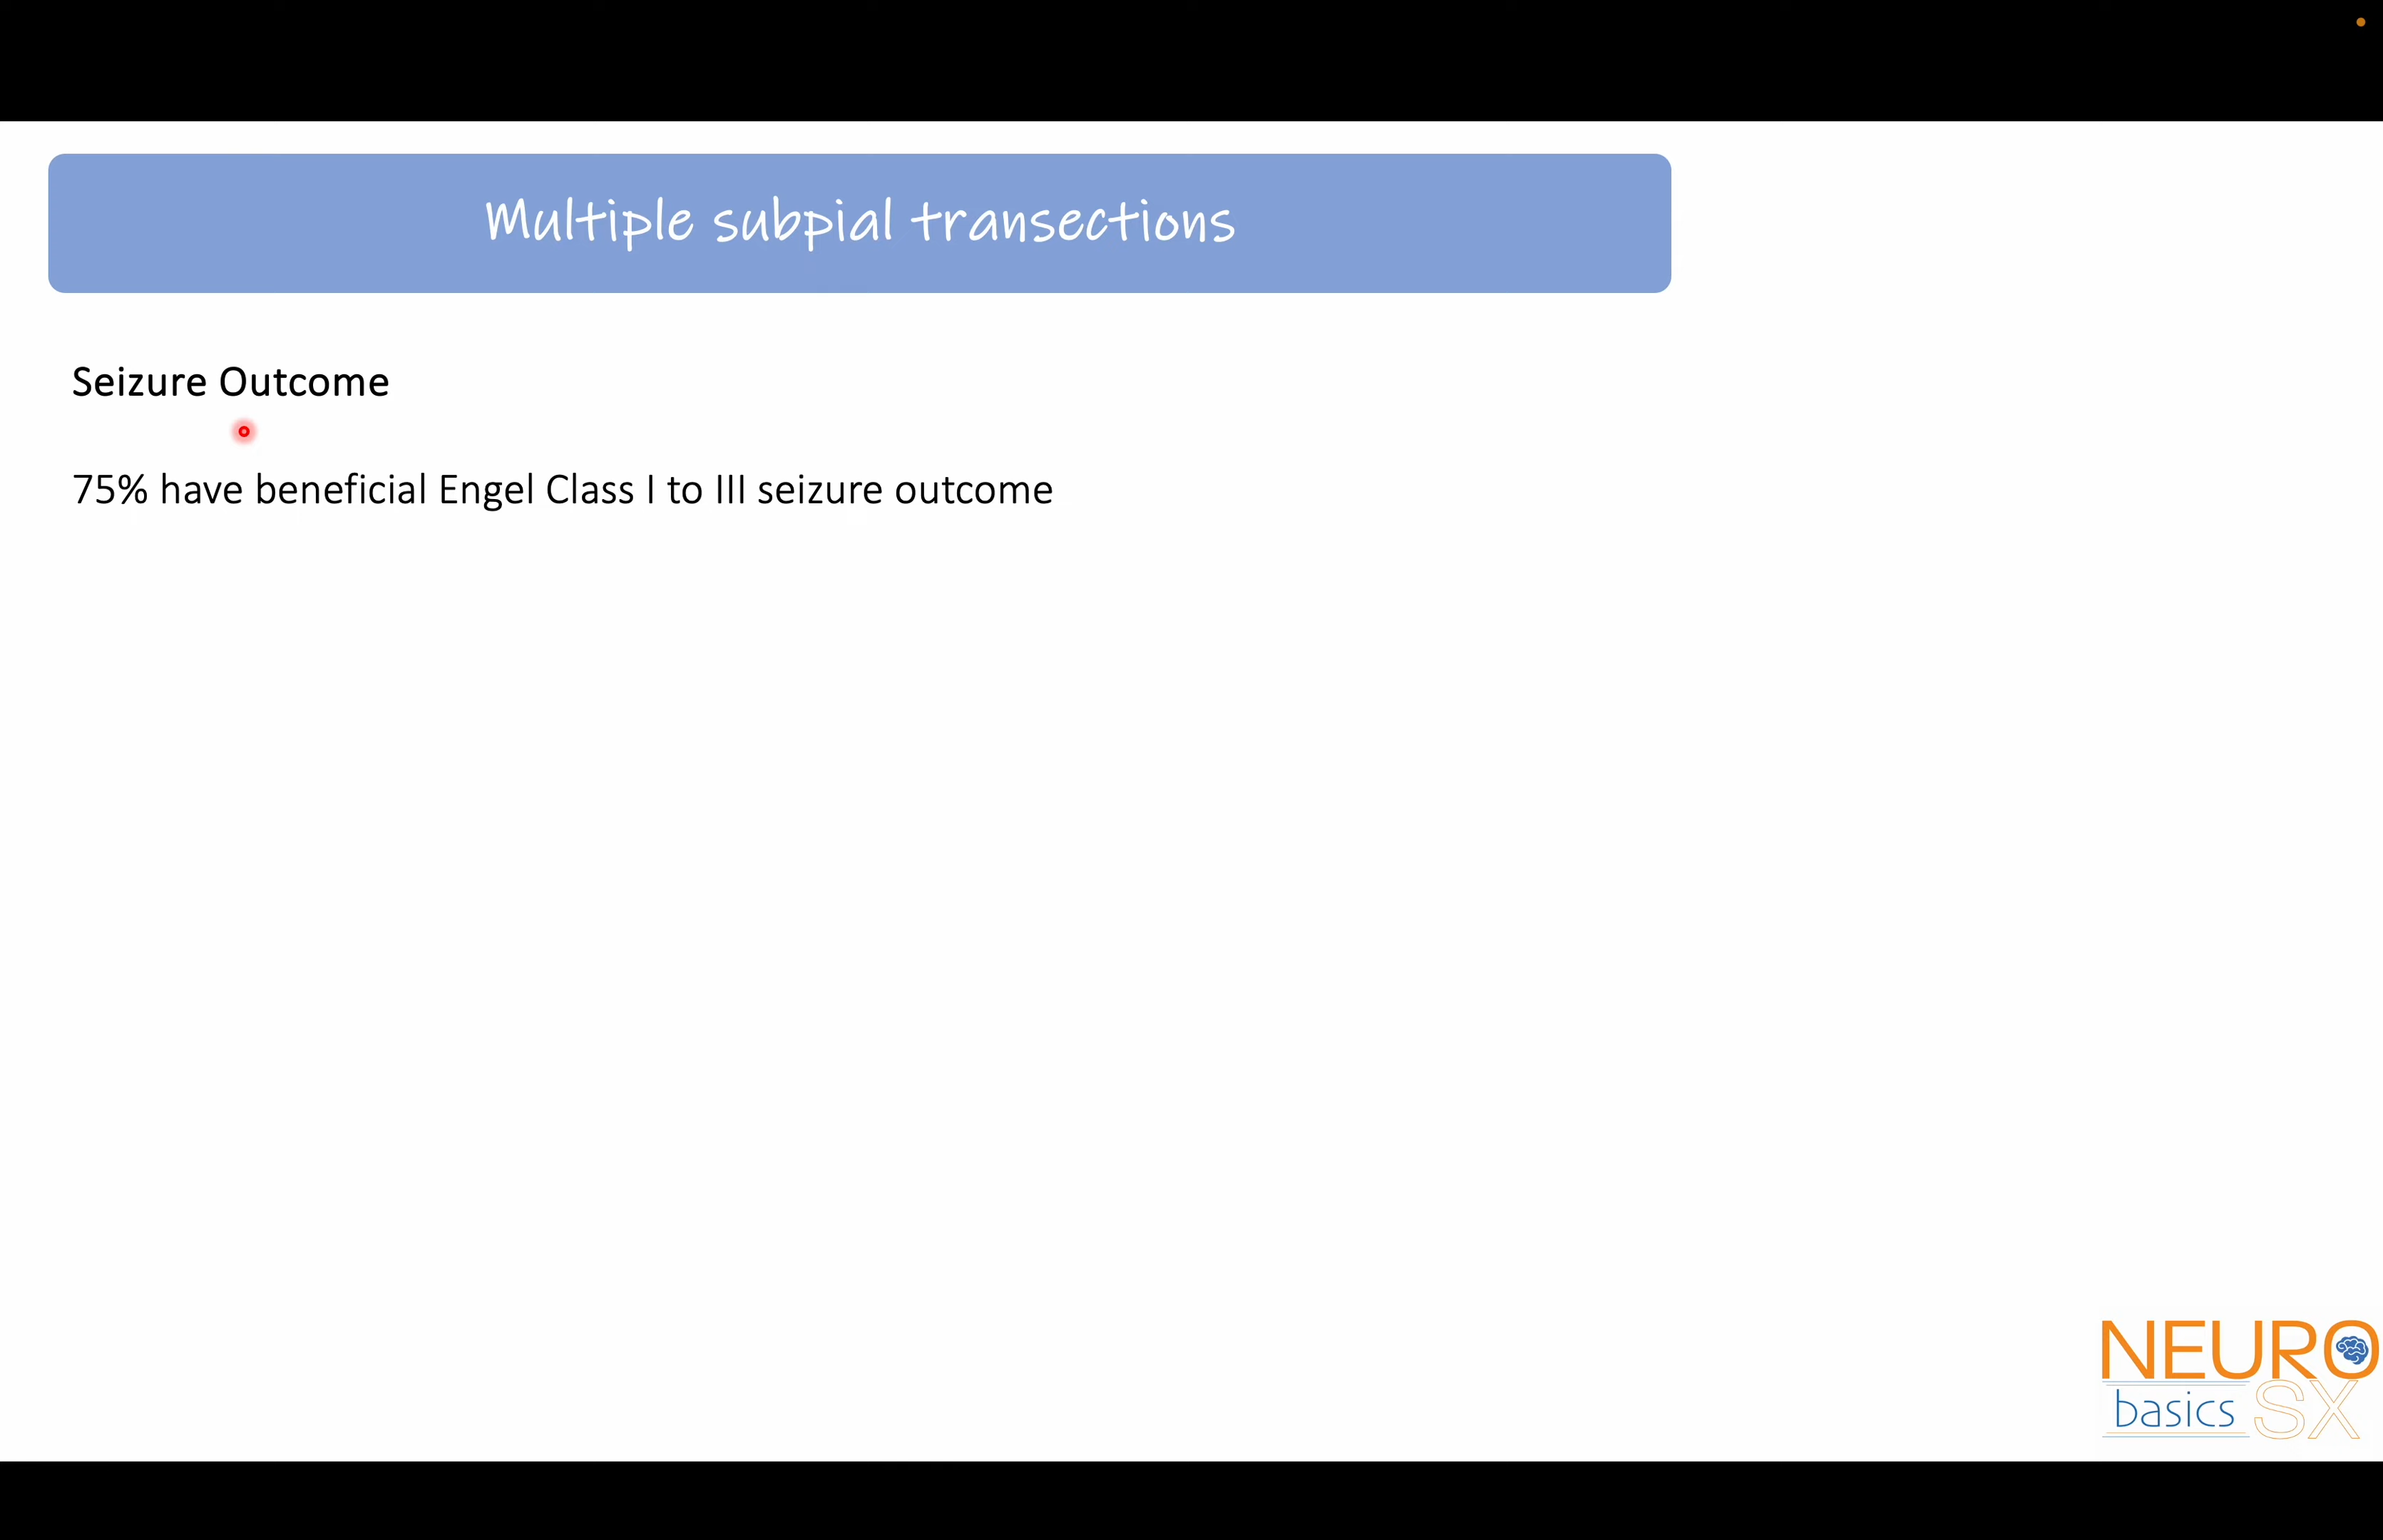 Multiple subpial transections
Seizure Outcome
75% have beneficial Engel Class I to III seizure outcome
NEURO
basics SX